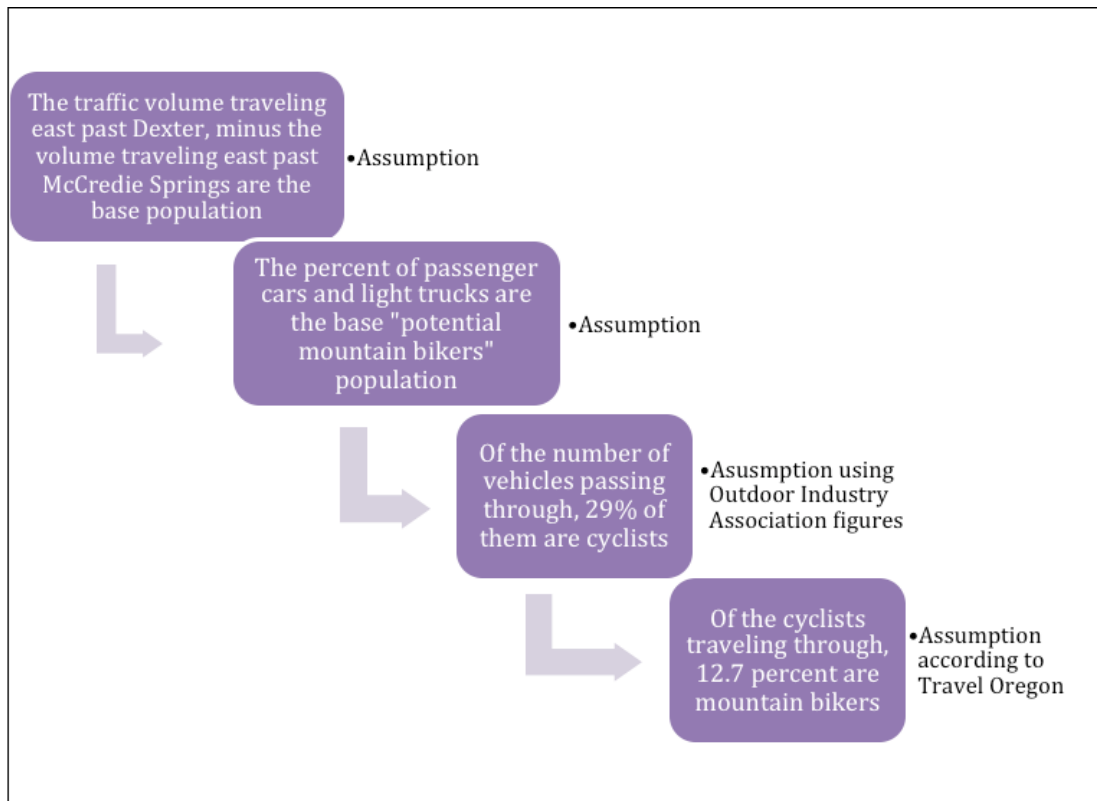 The traffic volume traveling
east past Dexter, minus the
volume traveling east past
McCredie Springs are the
base population
•Assumption
The percent of passenger
cars and light trucks are
the base "potential
mountain bikers"
population
•Assumption
Of the number of
vehicles passing
through, 29% of
them are cyclists
•Asusmption using
Outdoor Industry
Association figures
Of the cyclists
traveling through,
12.7 percent are
mountain bikers
•Assumption
according to
Travel Oregon